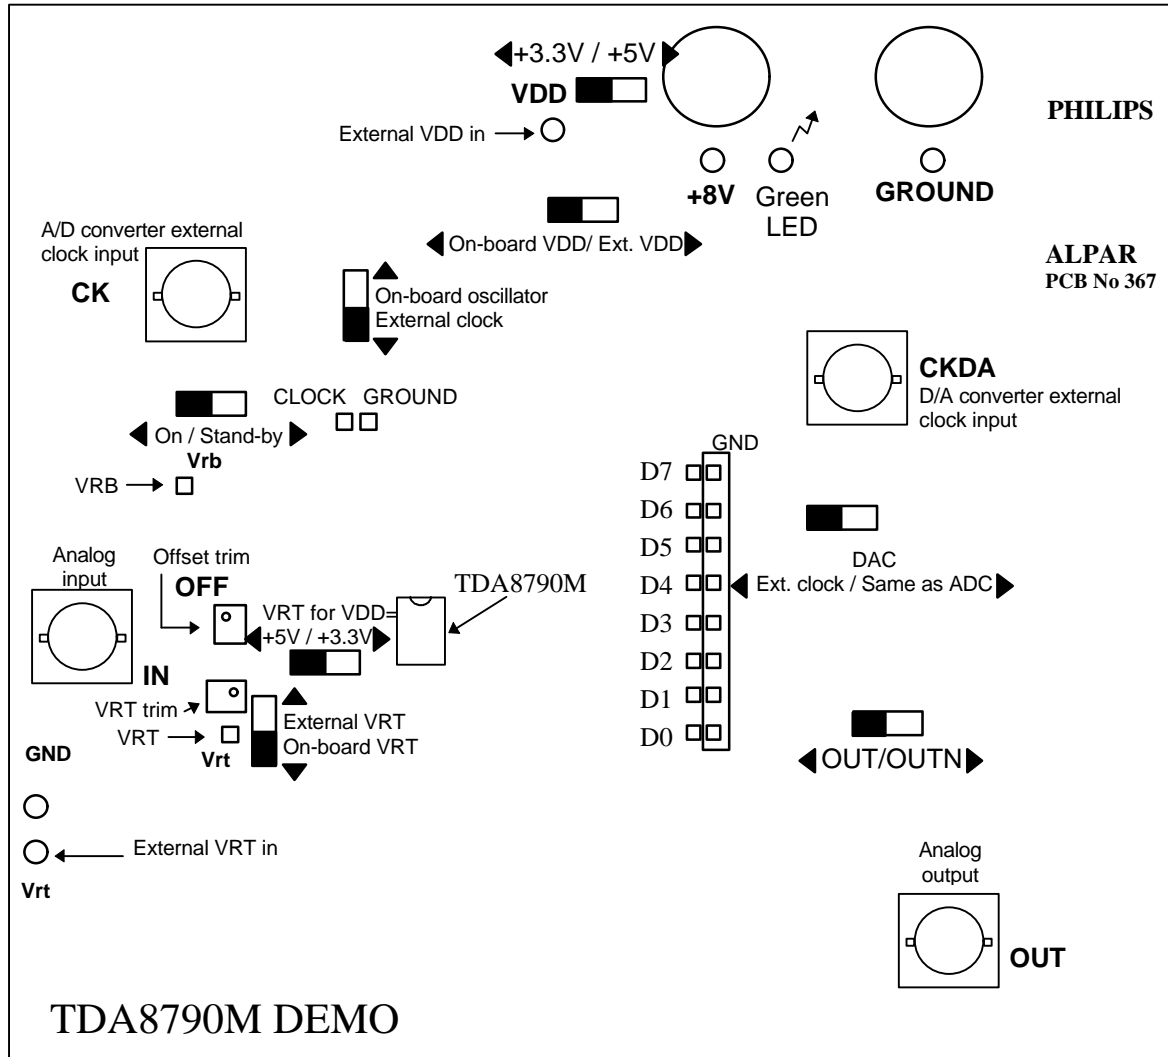 +3.3V / +5V
VDD
PHILIPS
External VDD in
+8V
Green
LED
GROUND
A/D converter external
clock input
On-board VDD/ Ext. VDD
ALPAR
PCB No 367
CK
On-board oscillator
External clock
CKDA
D/A converter external
clock input
CLOCK GROUND
On / Stand-by
Vrb
VRB
GND
D7
D6
D5
D4
D3
D2
D1
D0
DAC
Ext. clock / Same as ADC
Analog
input
Offset trim
OFF
TDA8790M
VRT for VDD=
+5V / +3.3V
IN
VRT trim
VRT
Vrt
External VRT
On-board VRT
OUT/OUTN
GND
External VRT in
Vrt
Analog
output
OUT
TDA8790M DEMO